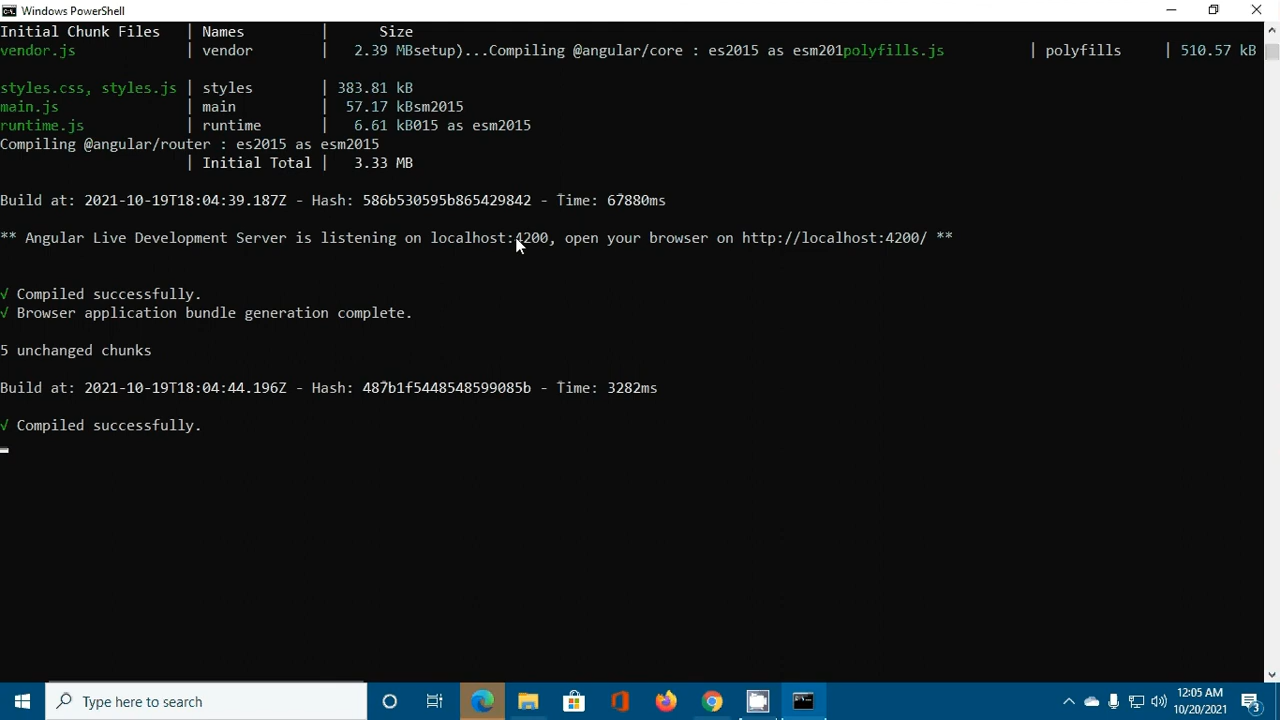 Windows PowerShell
Initial Chunk Files | Names | Size
vendor.js | vendor | 2.39 MBsetup)...Compiling @angular/core : es2015 as esm201polyfills.js | polyfills | 510.57 kB
styles.css, styles.js | styles | 383.81 kB
main.js | main | 57.17 kBsm2015
runtime.js | runtime | 6.61 kB015 as esm2015
Compiling @angular/router : es2015 as esm2015
| Initial Total | 3.33 MB
Build at: 2021-10-19T18:04:39.187Z - Hash: 586b530595b865429842 - Time: 67880ms
** Angular Live Development Server is listening on localhost:4200, open your browser on http://localhost:4200/ **
√ Compiled successfully.
√ Browser application bundle generation complete.
5 unchanged chunks
Build at: 2021-10-19T18:04:44.196Z - Hash: 487b1f5448548599085b - Time: 3282ms
√ Compiled successfully.
Type here to search
12:05 AM
10/20/2021
3